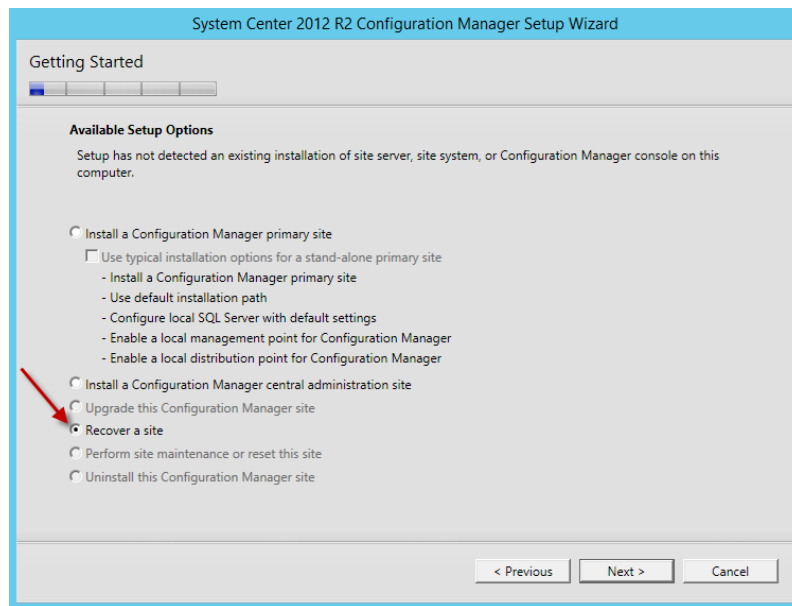 System Center 2012 R2 Configuration Manager Setup Wizard
Getting Started
Available Setup Options
Setup has not detected an existing installation of site server, site system, or Configuration Manager console on this
computer.
Install a Configuration Manager primary site
Use typical installation options for a stand-alone primary site
- Install a Configuration Manager primary site
- Use default installation path
- Configure local SQL Server with default settings
- Enable a local management point for Configuration Manager
- Enable a local distribution point for Configuration Manager
Install a Configuration Manager central administration site
Upgrade this Configuration Manager site
Recover a site
Perform site maintenance or reset this site
Uninstall this Configuration Manager site
< Previous Next > Cancel